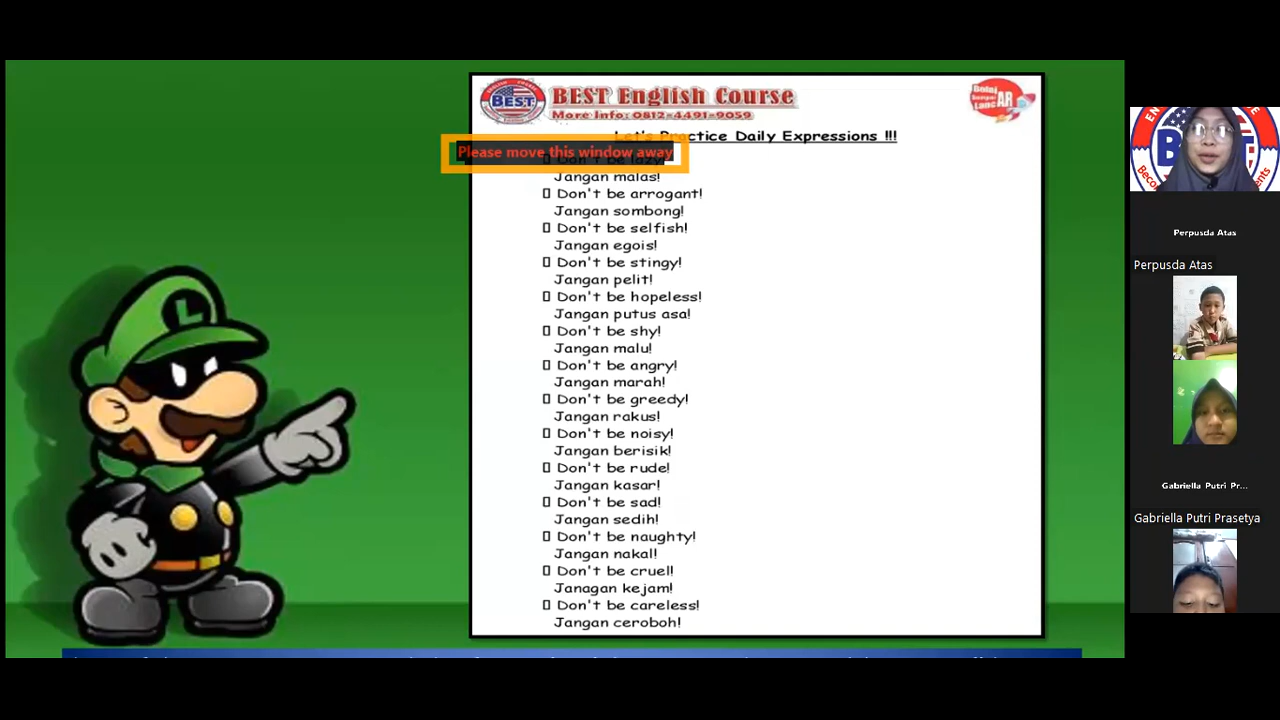 BEST
BEST English Course
More Info: 0812-4491-9059
Let's Practice Daily Expressions !!!
Please move this window away
Don't be lazy
Jangan malas!
Don't be arrogant!
Jangan sombong!
Don't be selfish!
Jangan egois!
Don't be stingy!
Jangan pelit!
Don't be hopeless!
Jangan putus asa!
Don't be shy!
Jangan malu!
Don't be angry!
Jangan marah!
Don't be greedy!
Jangan rakus!
Don't be noisy!
Jangan berisik!
Don't be rude!
Jangan kasar!
Don't be sad!
Jangan sedih!
Don't be naughty!
Jangan nakal!
Don't be cruel!
Janagan kejam!
Don't be careless!
Jangan ceroboh!
L
Perpusda Atas
Perpusda Atas
Gabriella Putri Pr...
Gabriella Putri Prasetya